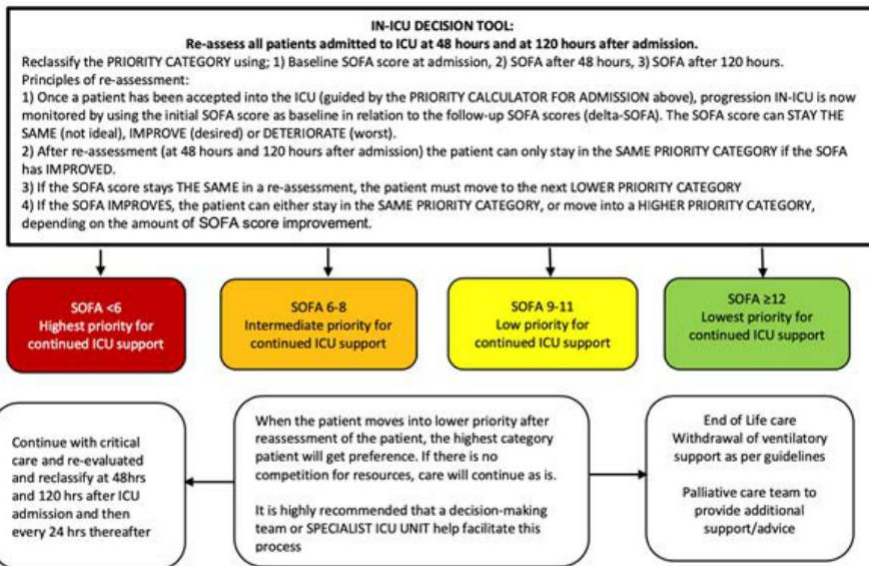 IN-ICU DECISION TOOL:
Re-assess all patients admitted to ICU at 48 hours and at 120 hours after admission.
Reclassify the PRIORITY CATEGORY using; 1) Baseline SOFA score at admission, 2) SOFA after 48 hours, 3) SOFA after 120 hours.
Principles of re-assessment:
1) Once a patient has been accepted into the ICU (guided by the PRIORITY CALCULATOR FOR ADMISSION above), progression IN-ICU is now
monitored by using the initial SOFA score as baseline in relation to the follow-up SOFA scores (delta-SOFA). The SOFA score can STAY THE
SAME (not ideal), IMPROVE (desired) or DETERIORATE (worst).
2) After re-assessment (at 48 hours and 120 hours after admission) the patient can only stay in the SAME PRIORITY CATEGORY if the SOFA
has IMPROVED.
3) If the SOFA score stays THE SAME in a re-assessment, the patient must move to the next LOWER PRIORITY CATEGORY
4) If the SOFA IMPROVES, the patient can either stay in the SAME PRIORITY CATEGORY, or move into a HIGHER PRIORITY CATEGORY,
depending on the amount of SOFA score improvement.
SOFA <6
Highest priority for
continued ICU support
SOFA 6-8
Intermediate priority for
continued ICU support
SOFA 9-11
Low priority for
continued ICU support
SOFA ≥12
Lowest priority for
continued ICU support
Continue with critical
care and re-evaluated
and reclassify at 48hrs
and 120 hrs after ICU
admission and then
every 24 hrs thereafter
When the patient moves into lower priority after
reassessment of the patient, the highest category
patient will get preference. If there is no
competition for resources, care will continue as is.
It is highly recommended that a decision-making
team or SPECIALIST ICU UNIT help facilitate this
process
End of Life care
Withdrawal of ventilatory
support as per guidelines
Palliative care team to
provide additional
support/advice